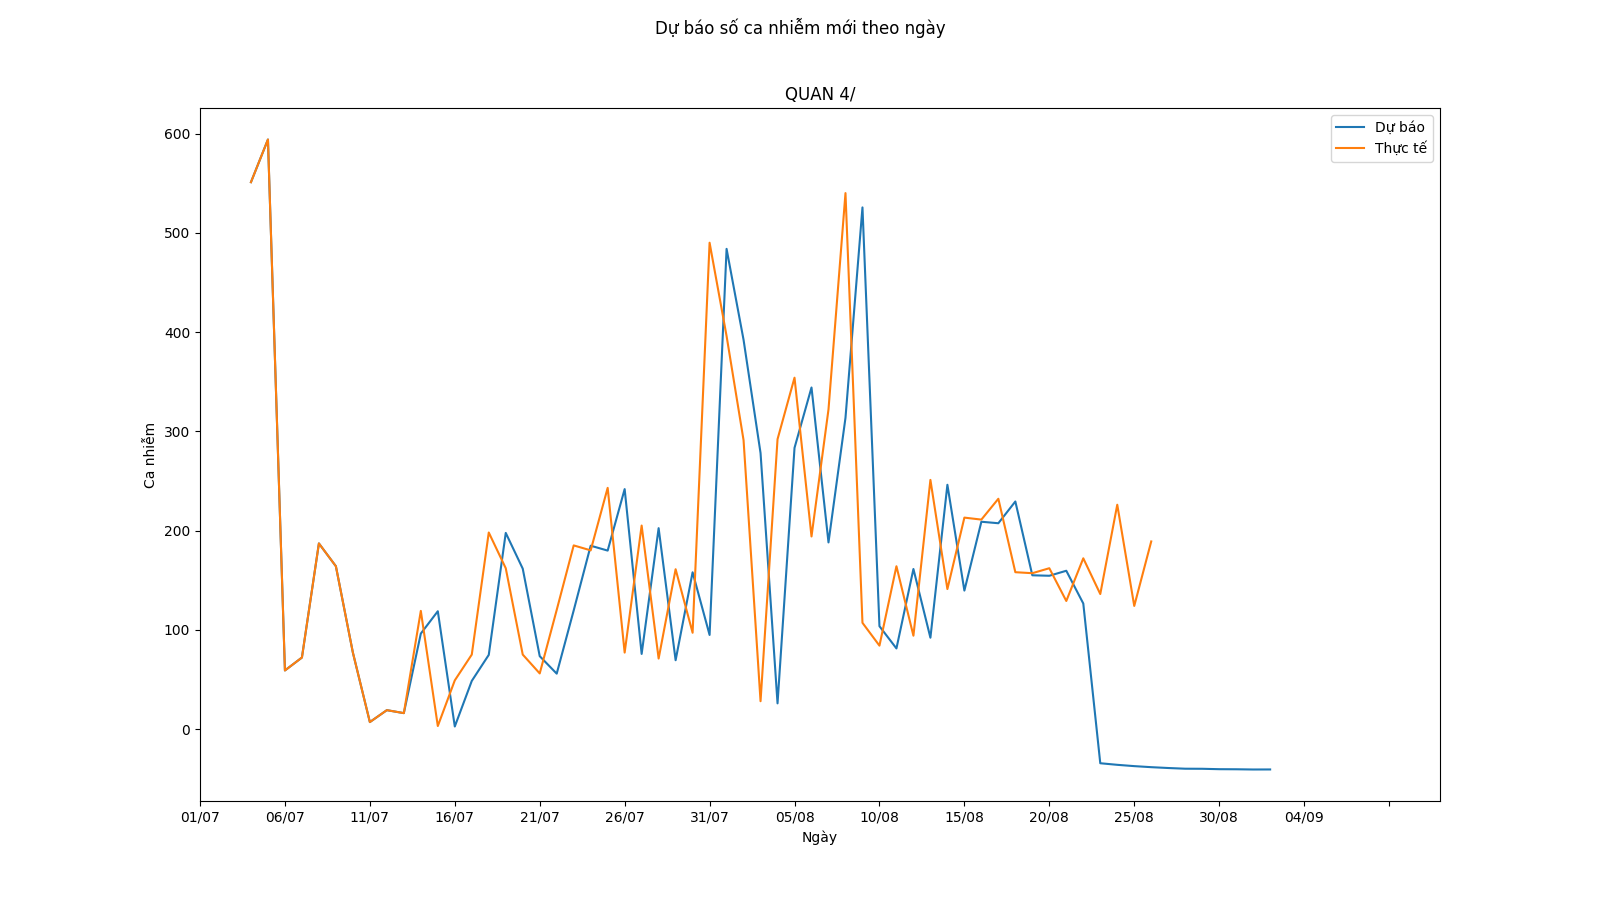 Dự báo số ca nhiễm mới theo ngày
QUAN 4/
Dự báo
Thực tế
600
500
400
300
200
100
0
Ca nhiễm
01/07 06/07 11/07 16/07 21/07 26/07 31/07 05/08 10/08 15/08 20/08 25/08 30/08 04/09
Ngày